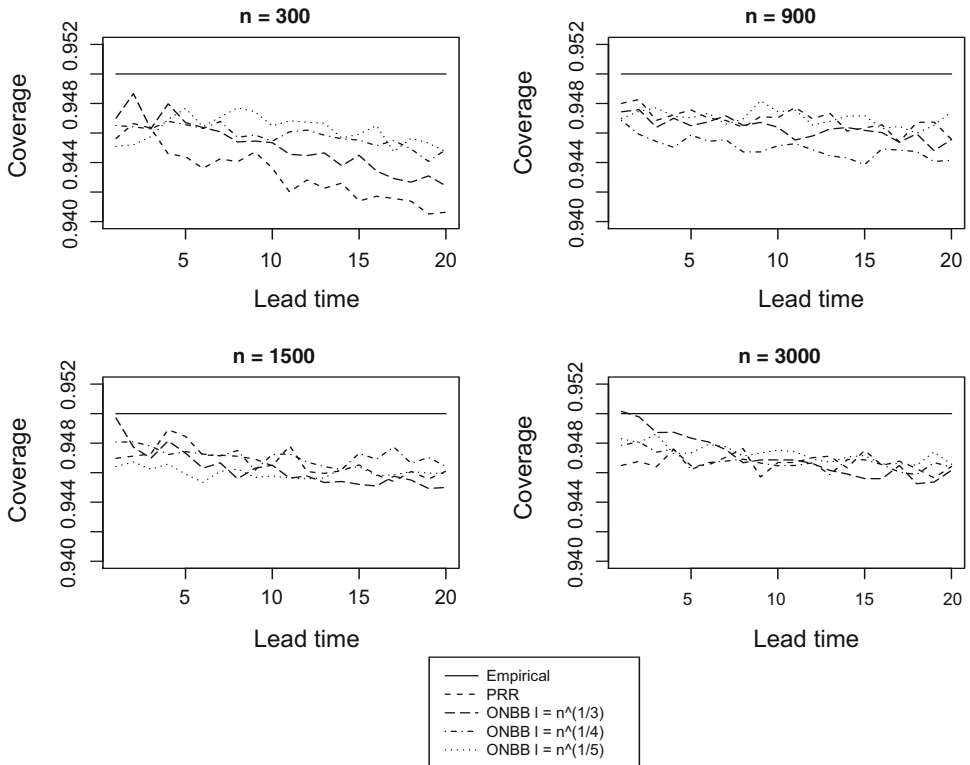 n = 300
Coverage
0.940 0.944 0.948 0.952
5 10 15 20
Lead time
n = 900
Coverage
0.940 0.944 0.948 0.952
5 10 15 20
Lead time
n = 1500
Coverage
0.940 0.944 0.948 0.952
5 10 15 20
Lead time
n = 3000
Coverage
0.940 0.944 0.948 0.952
5 10 15 20
Lead time
Empirical
PRR
ONBB l = n^(1/3)
ONBB l = n^(1/4)
ONBB l = n^(1/5)